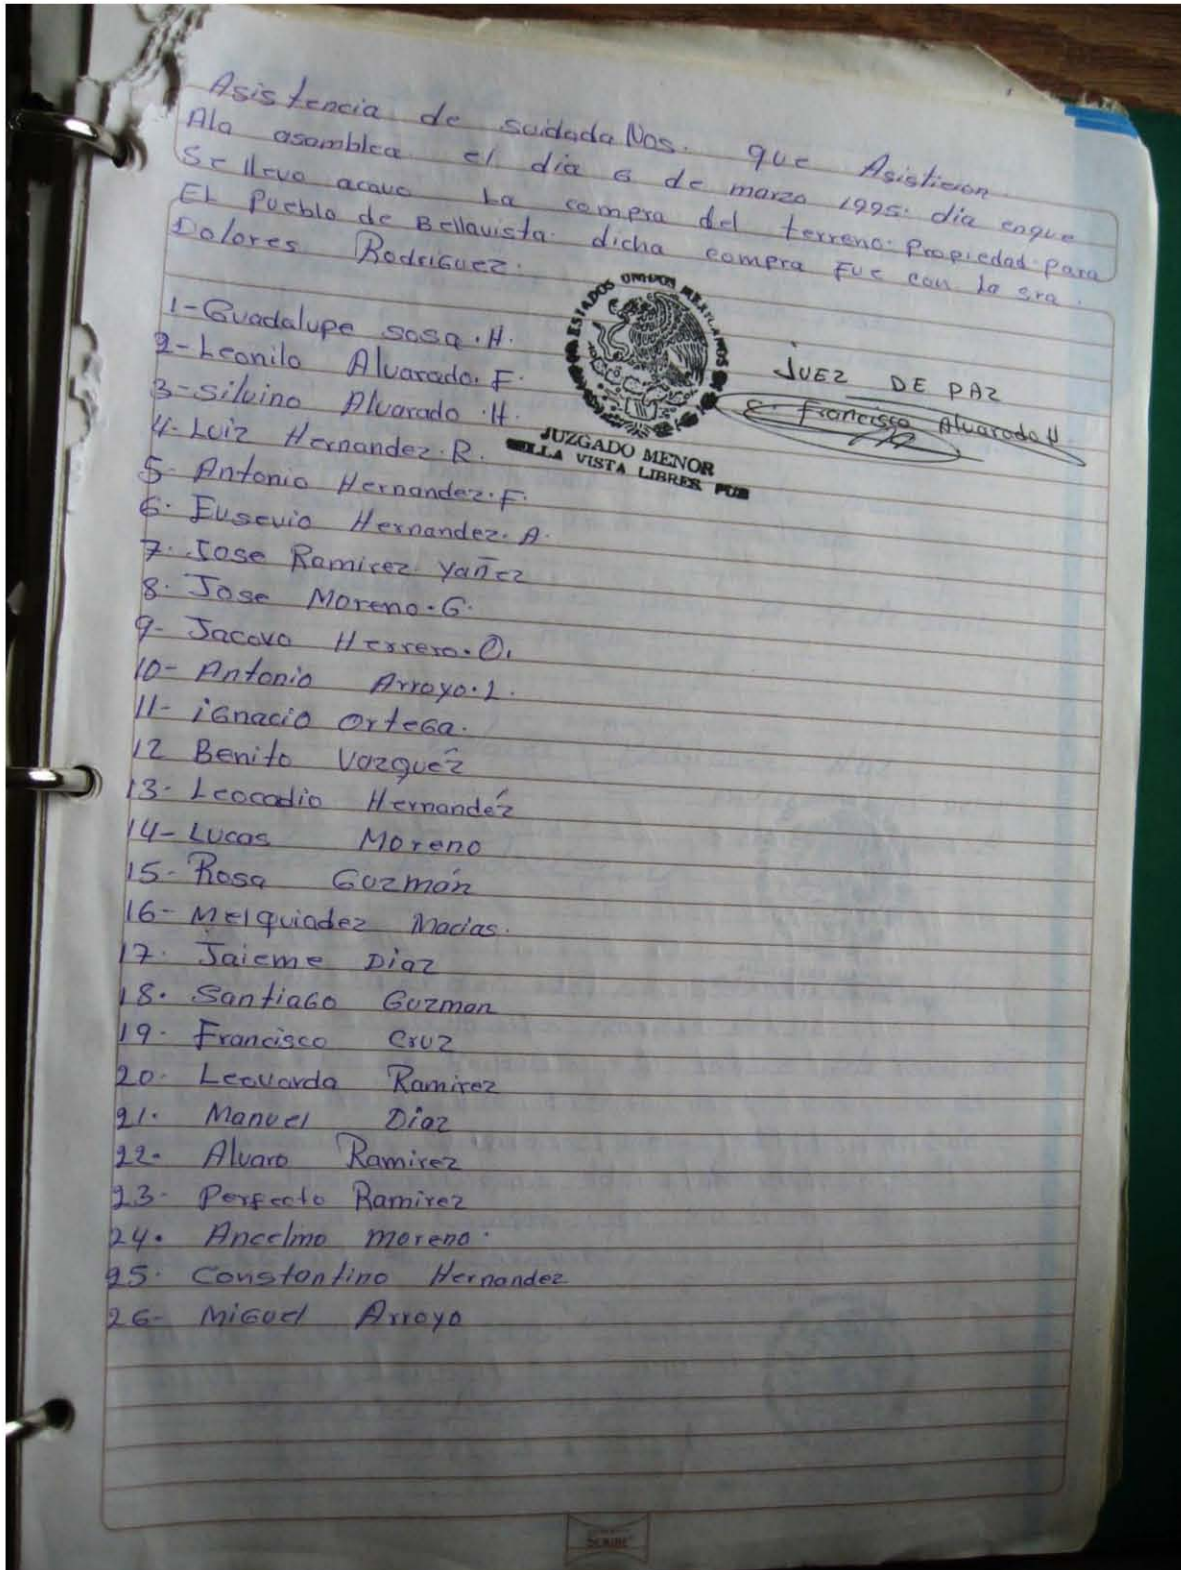 Asistencia de suidadaNos. que Asistieron
Ala asamblea. el día 6 de marzo 1995. día enque
Se llevo acavo La compra del terreno. Propiedad. para
EL Pueblo de Bellavista. dicha compra Fue con la sra.
Dolores Rodriguez.
1-Guadalupe sosa.H.
2-Leonilo Alvarado.F.
3-Silvino Alvarado.H.
4-Luiz Hernandez.R.
5-Antonio Hernandez.F.
6. Eusevio Hernandez.A.
7. Jose Ramirez Yañez
8. Jose Moreno.G.
9- Jacovo Herrero.O.
10- Antonio Arroyo.L.
11- iGnacio OrteGa.
12 Benito Vazquéz
13- Leocadio Hernandéz
14- Lucas Moreno
15- Rosa Guzmán
16- Melquiadez Macias.
17. Jaieme Diaz
18. SantiaGo Guzman
19. Francisco Cruz
20- Leovarda Ramirez
21. Manuel Diaz
22. Alvaro Ramirez
23- Perfecto Ramirez
24. Ancelmo moreno.
25. Constantino Hernandez
26- MiGuel Arroyo
ESTADOS UNIDOS MEXICANOS
JUZGADO MENOR
BELLA VISTA LIBRES PUE
JUEZ DE PAZ
C. Francisco Alvarado H.
Scribe